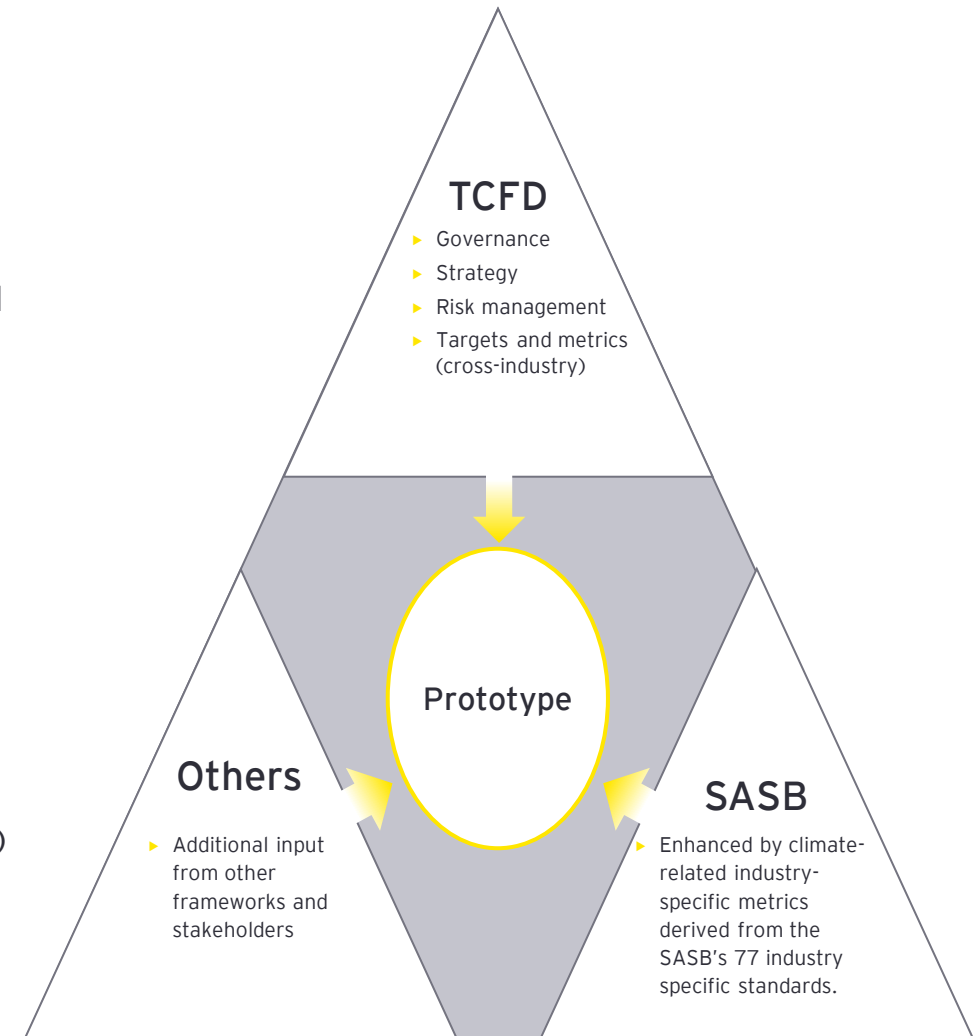 TCFD
► Governance
► Strategy
► Risk management
► Targets and metrics
(cross-industry)
Prototype
Others
► Additional input
from other
frameworks and
stakeholders
SASB
► Enhanced by climate-
related industry-
specific metrics
derived from the
SASB's 77 industry
specific standards.
)